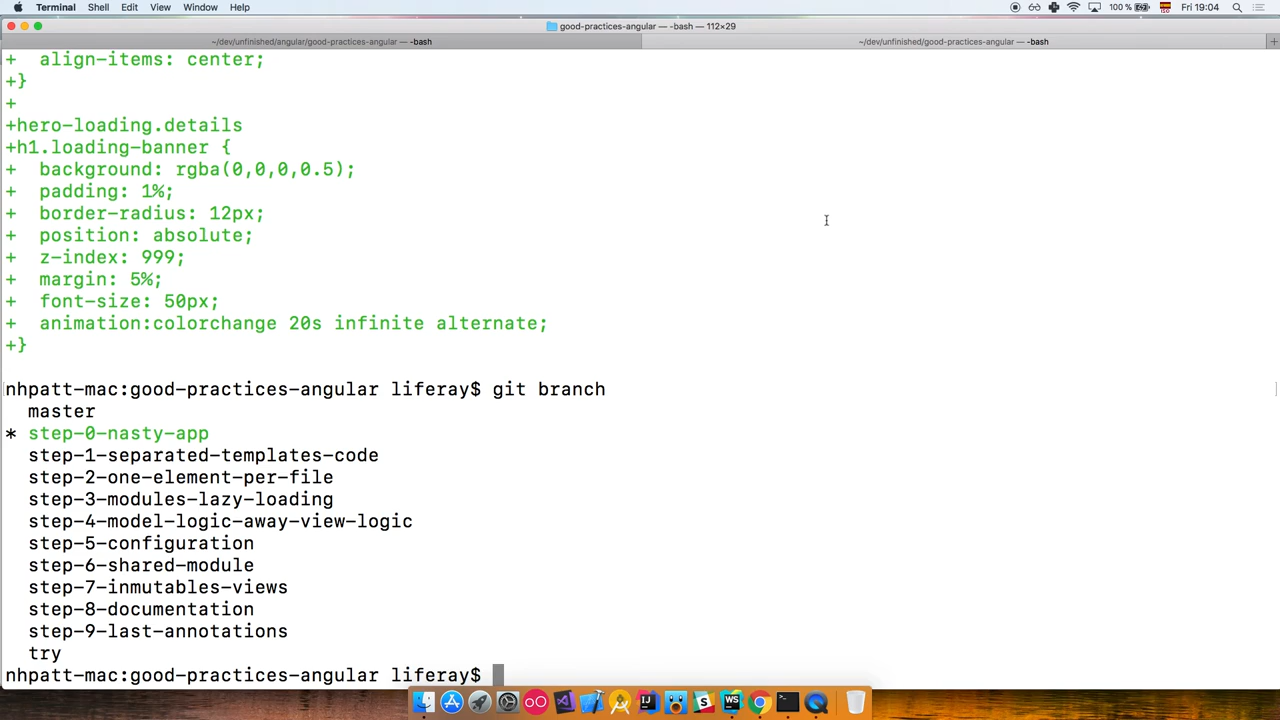 Terminal Shell Edit View Window Help 100 % Fri 19:04
good-practices-angular — -bash — 112×29
~/dev/unfinished/angular/good-practices-angular — -bash ~/dev/unfinished/good-practices-angular — -bash
+ align-items: center;
+}
+
+hero-loading.details
+h1.loading-banner {
+ background: rgba(0,0,0,0.5);
+ padding: 1%;
+ border-radius: 12px;
+ position: absolute;
+ z-index: 999;
+ margin: 5%;
+ font-size: 50px;
+ animation:colorchange 20s infinite alternate;
+}
nhpatt-mac:good-practices-angular liferay$ git branch
master
* step-0-nasty-app
step-1-separated-templates-code
step-2-one-element-per-file
step-3-modules-lazy-loading
step-4-model-logic-away-view-logic
step-5-configuration
step-6-shared-module
step-7-inmutables-views
step-8-documentation
step-9-last-annotations
try
nhpatt-mac:good-practices-angular liferay$